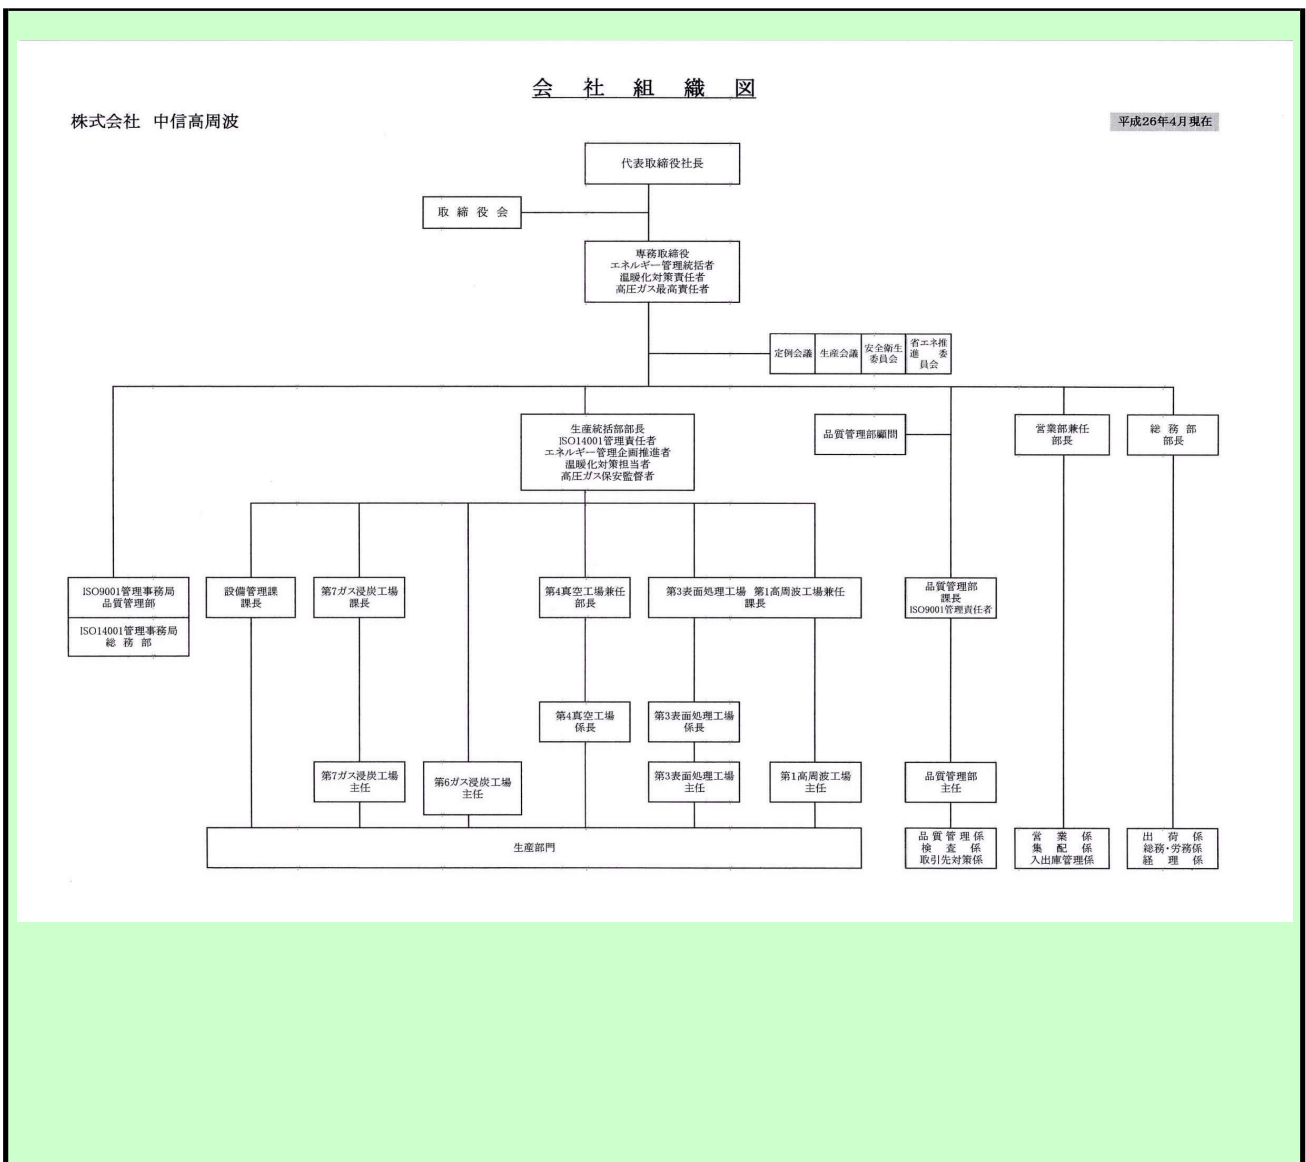 会社組織図
株式会社 中信高周波
平成26年4月現在
代表取締役社長
取締役会
専務取締役
エネルギー管理統括者
温暖化対策責任者
高圧ガス最高責任者
定例会議
生産会議
安全衛生
委員会
省エネ推
進委
員会
生産統括部部長
ISO14001管理責任者
エネルギー管理企画推進者
温暖化対策担当者
高圧ガス保安監督者
品質管理部顧問
営業部兼任
部長
総務部
部長
ISO9001管理事務局
品質管理部
ISO14001管理事務局
総務部
設備管理課
課長
第7ガス浸炭工場
課長
第4真空工場兼任
部長
第3表面処理工場 第1高周波工場兼任
課長
品質管理部
課長
ISO9001管理責任者
第4真空工場
係長
第3表面処理工場
係長
第7ガス浸炭工場
主任
第6ガス浸炭工場
主任
第3表面処理工場
主任
第1高周波工場
主任
品質管理部
主任
生産部門
品質管理係
検査係
取引先対策係
営業係
集配係
入出庫管理係
出荷係
総務・労務係
経理係